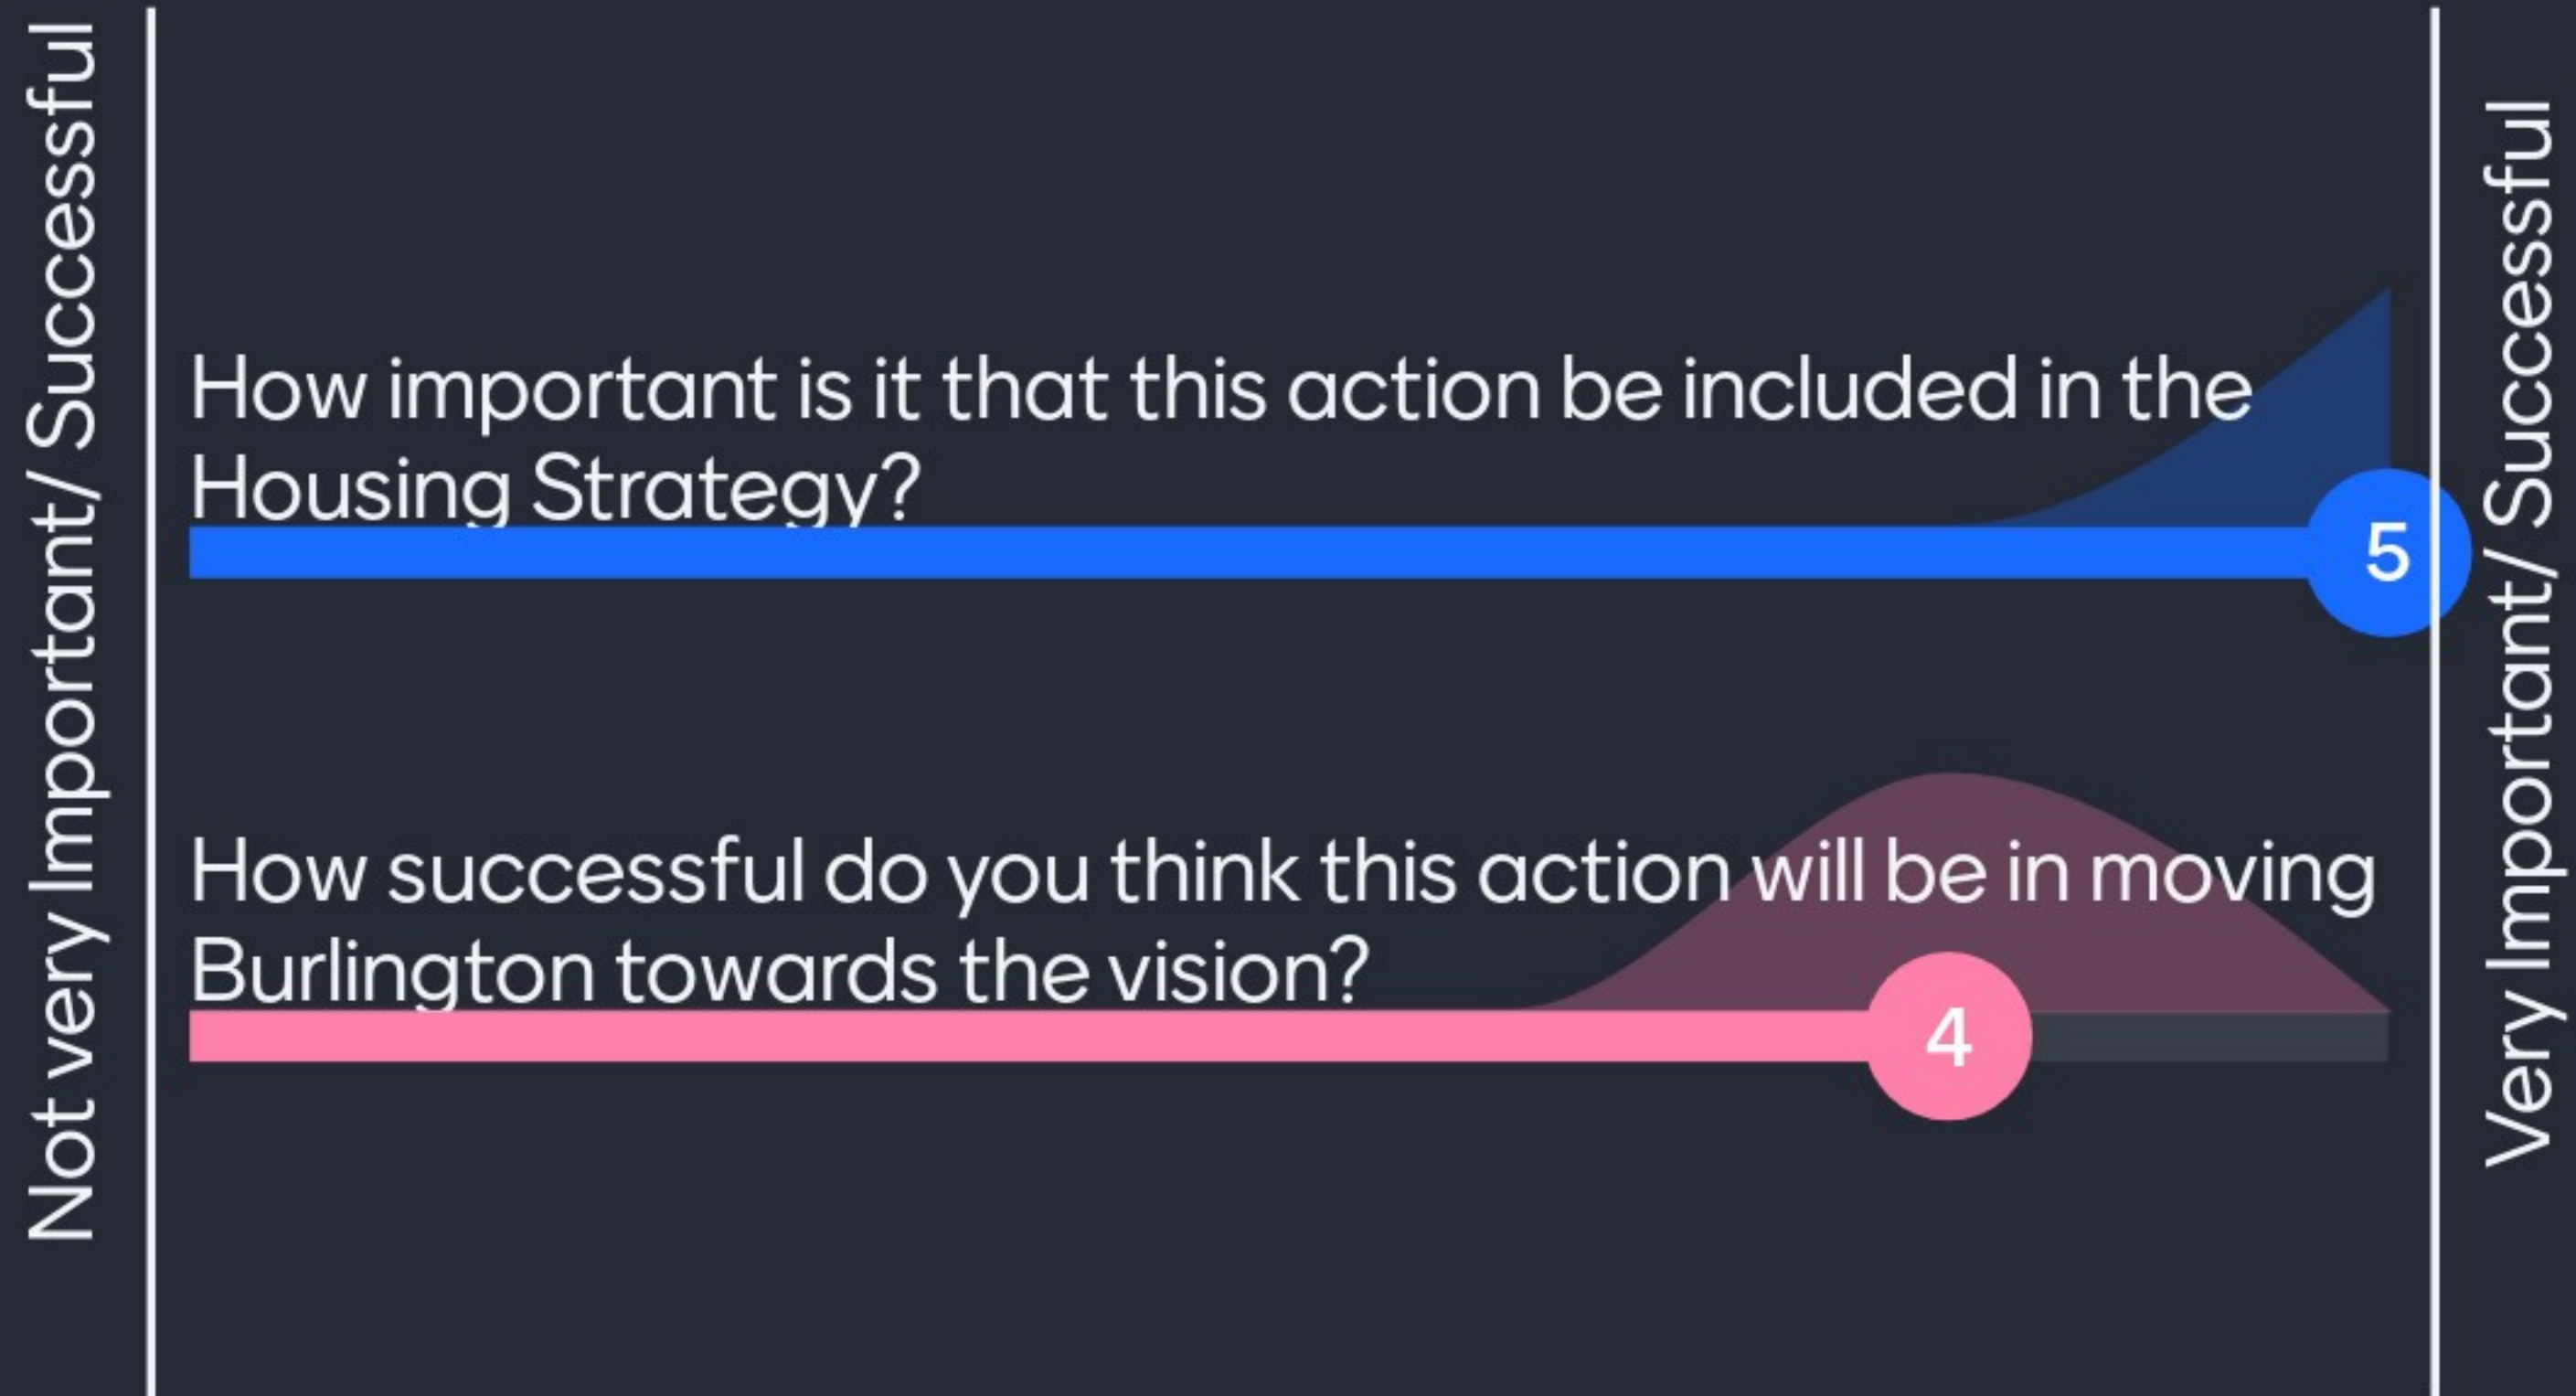 Not very Important/ Successful
How important is it that this action be included in the
Housing Strategy?
5
How successful do you think this action will be in moving
Burlington towards the vision?
4
Very Important/ Successful